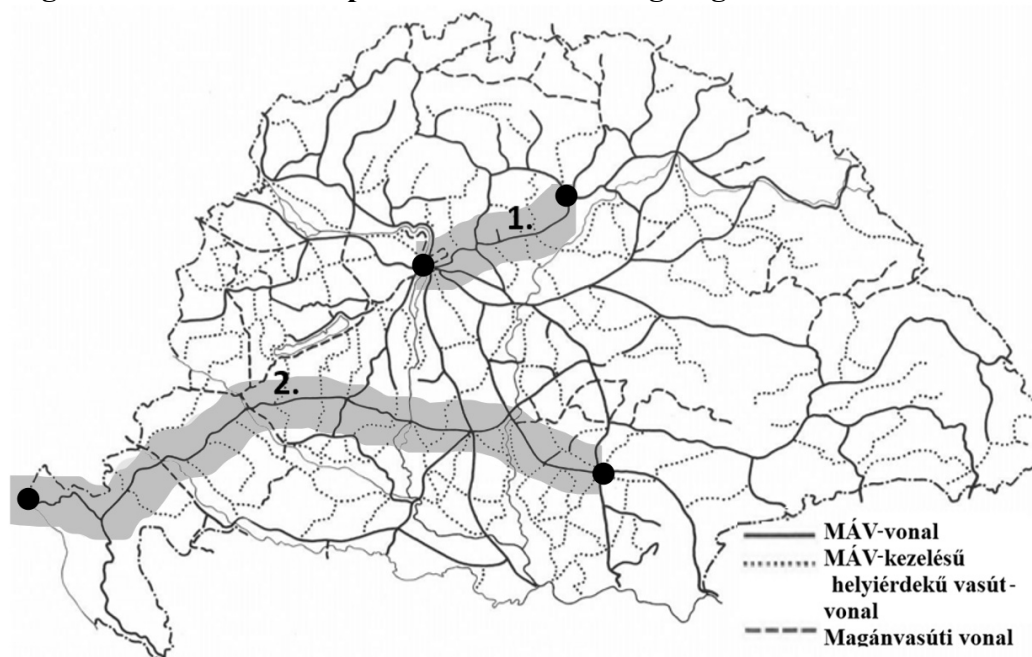 1.
2.
MÁV-vonal
MÁV-kezelésű
helyiérdekű vasút-
vonal
Magánvasúti vonal